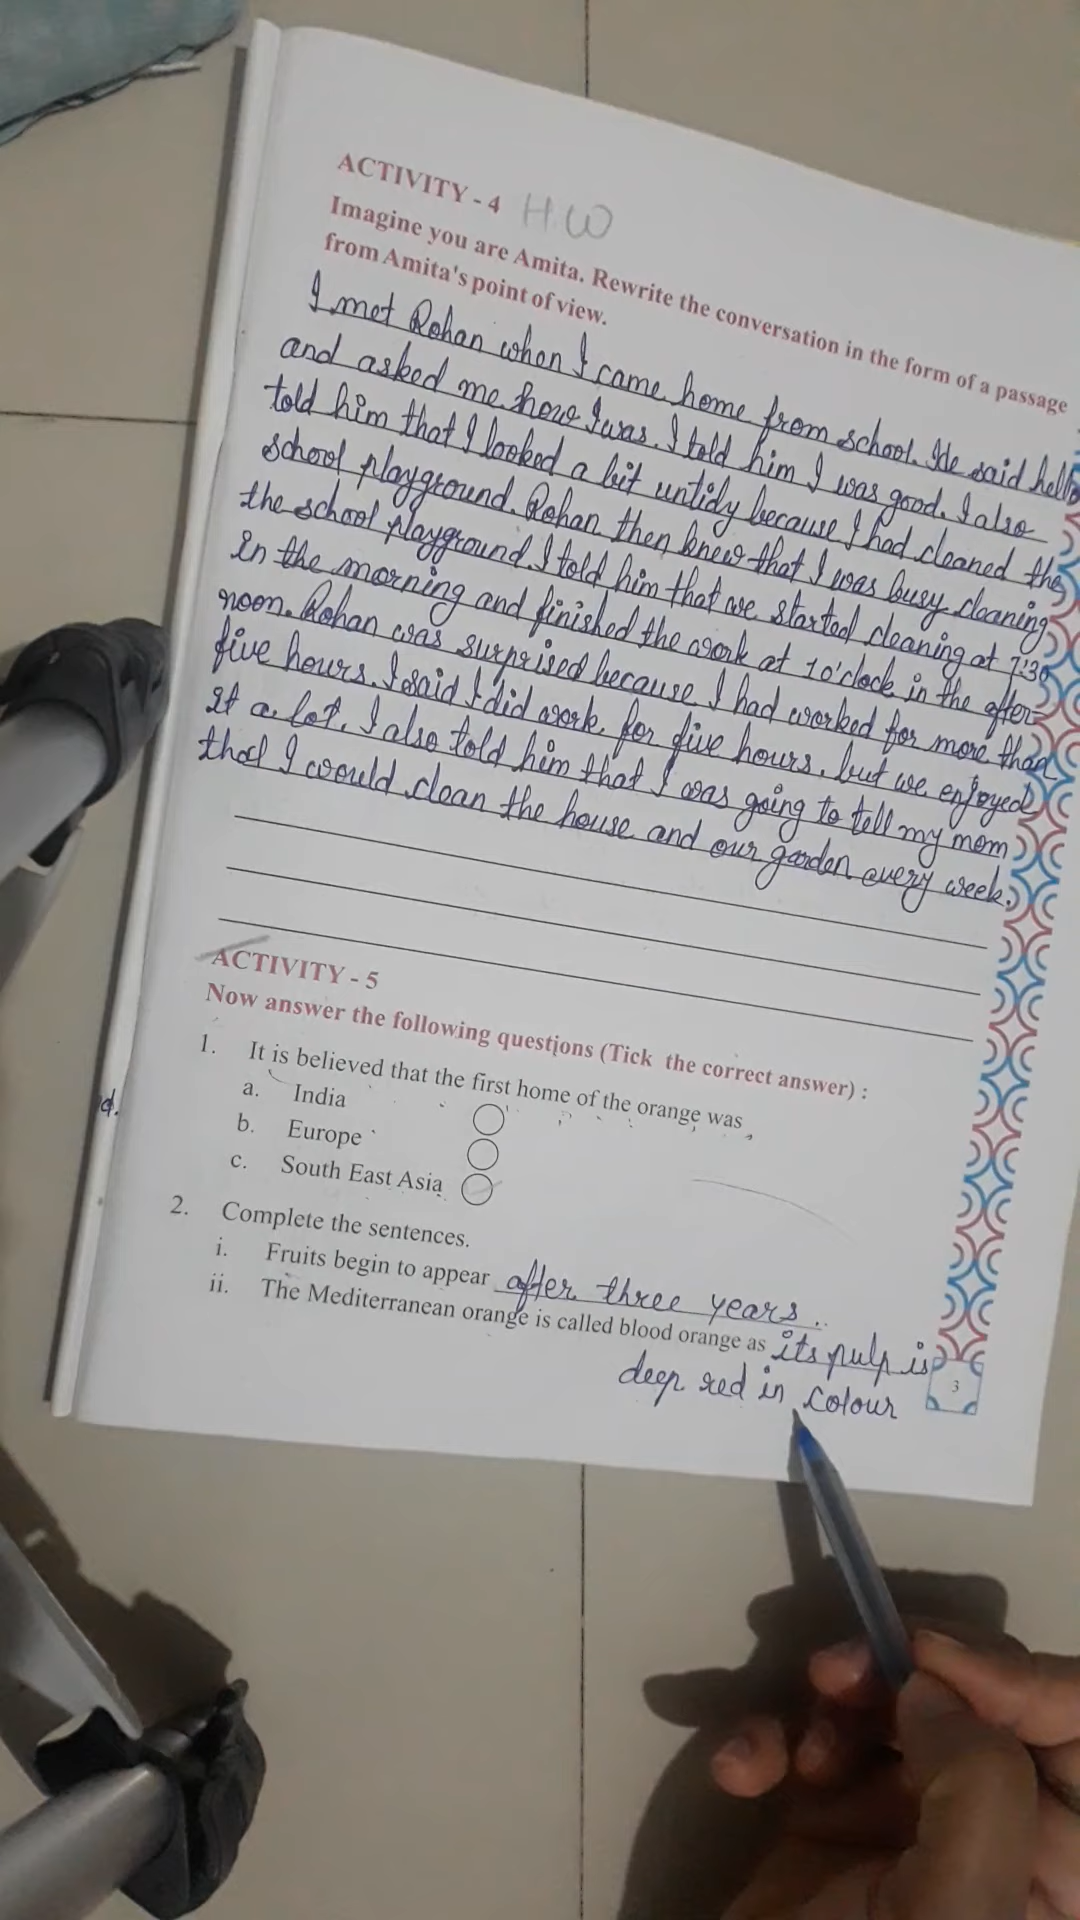 ACTIVITY - 4 H.W
Imagine you are Amita. Rewrite the conversation in the form of a passage
from Amita's point of view.
I met Rohan when I came home from school. He said hello
and asked me how I was. I told him I was good. I also
told him that I looked a bit untidy because I had cleaned the
school playground. Rohan then knew that I was busy cleaning
the school playground. I told him that we started cleaning at 7:30
in the morning and finished the work at 1 o'clock in the after
noon. Rohan was surprised because I had worked for more than
five hours. I said I did work for five hours, but we enjoyed
it a lot. I also told him that I was going to tell my mom
that I would clean the house and our garden every week.
ACTIVITY - 5
Now answer the following questions (Tick the correct answer) :
1. It is believed that the first home of the orange was
a. India
b. Europe
c. South East Asia
2. Complete the sentences.
i. Fruits begin to appear after three years..
ii. The Mediterranean orange is called blood orange as its pulp is
deep red in colour
3